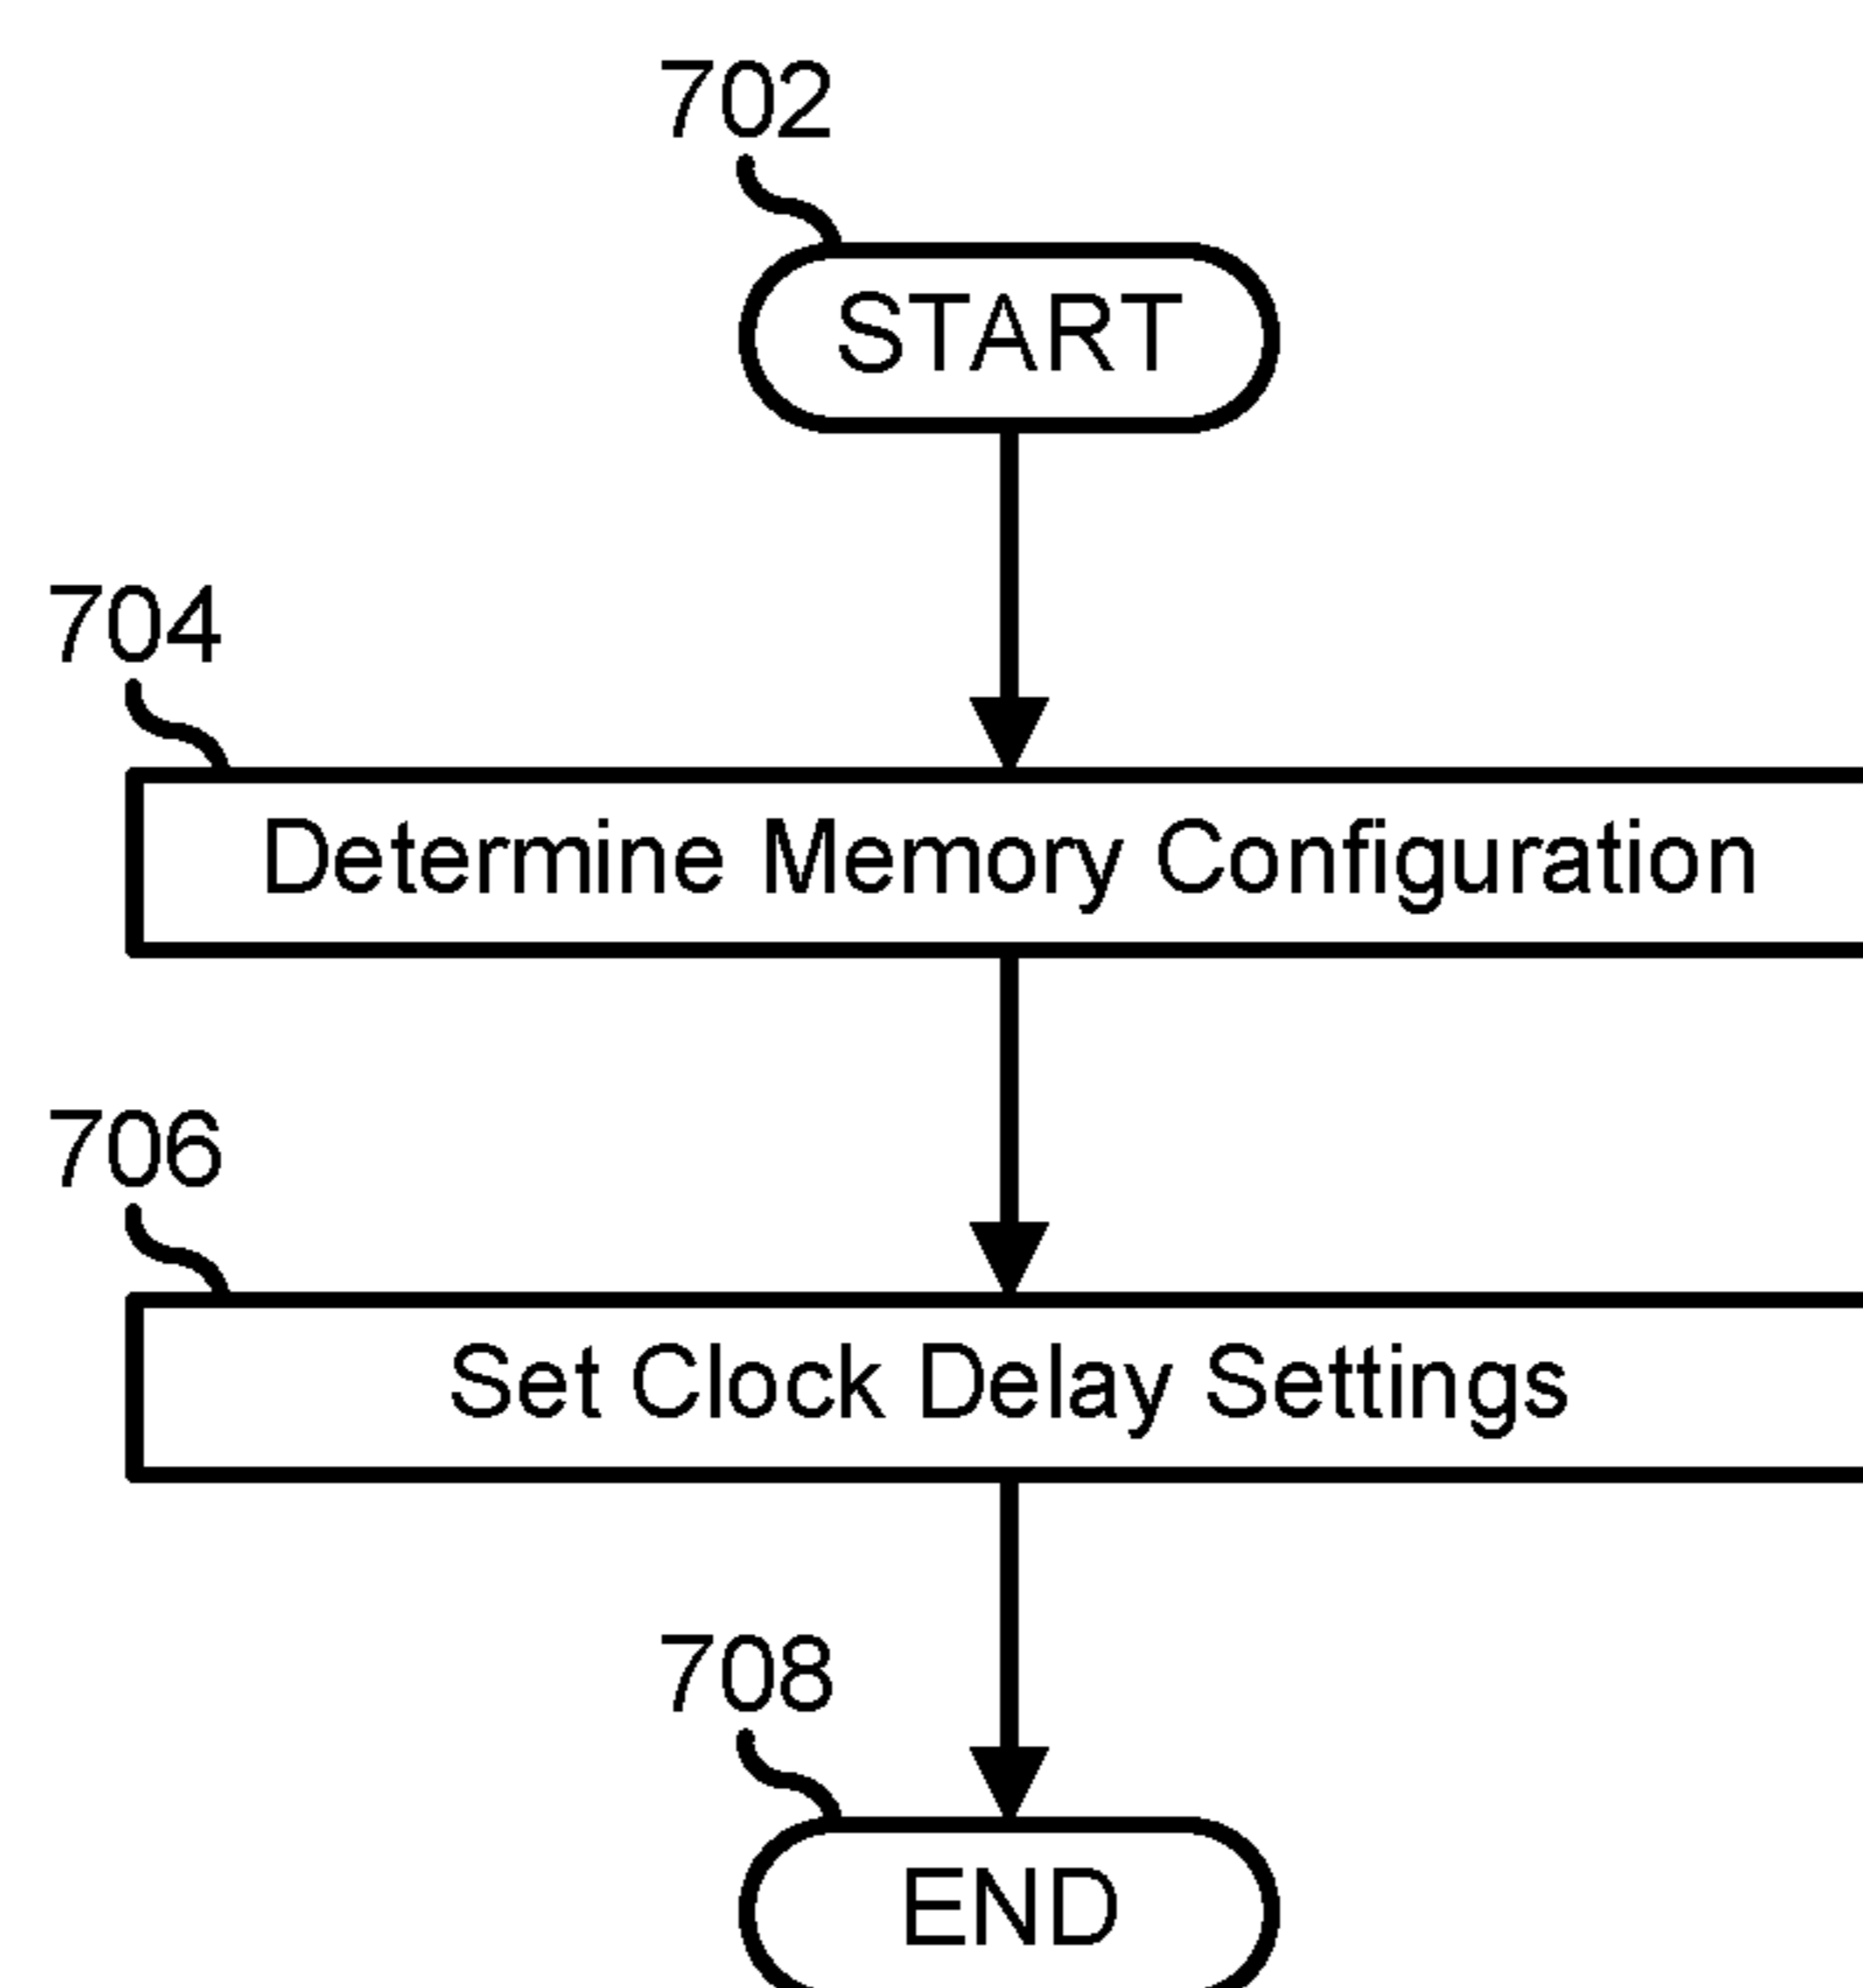 702
START
704
Determine Memory Configuration
706
Set Clock Delay Settings
708
END